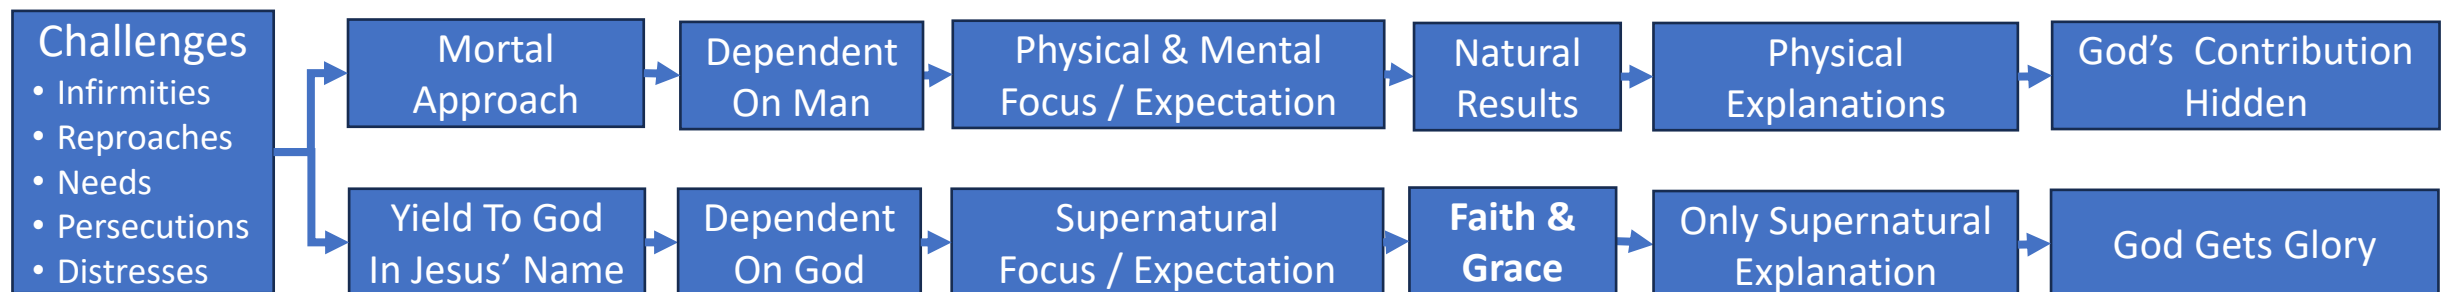 Challenges
• Infirmities
• Reproaches
• Needs
• Persecutions
• Distresses
Mortal
Approach
Dependent
On Man
Physical & Mental
Focus / Expectation
Natural
Results
Physical
Explanations
God’s  Contribution
Hidden
Yield To God
In Jesus’ Name
Dependent
On God
Supernatural
Focus / Expectation
Faith &
Grace
Only Supernatural
Explanation
God Gets Glory